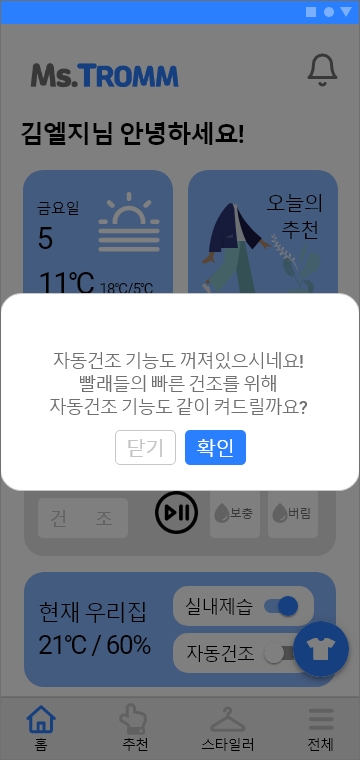 Ms.TROMM
김엘지님 안녕하세요!
금요일
5
11℃ 18℃/5℃
오늘의
추천
자동건조 기능도 꺼져있으시네요!
빨래들의 빠른 건조를 위해
자동건조 기능도 같이 켜드릴까요?
닫기 확인
건 조
보충 버림
현재 우리집
21℃ / 60%
실내제습
자동건조
홈 추천 스타일러 전체